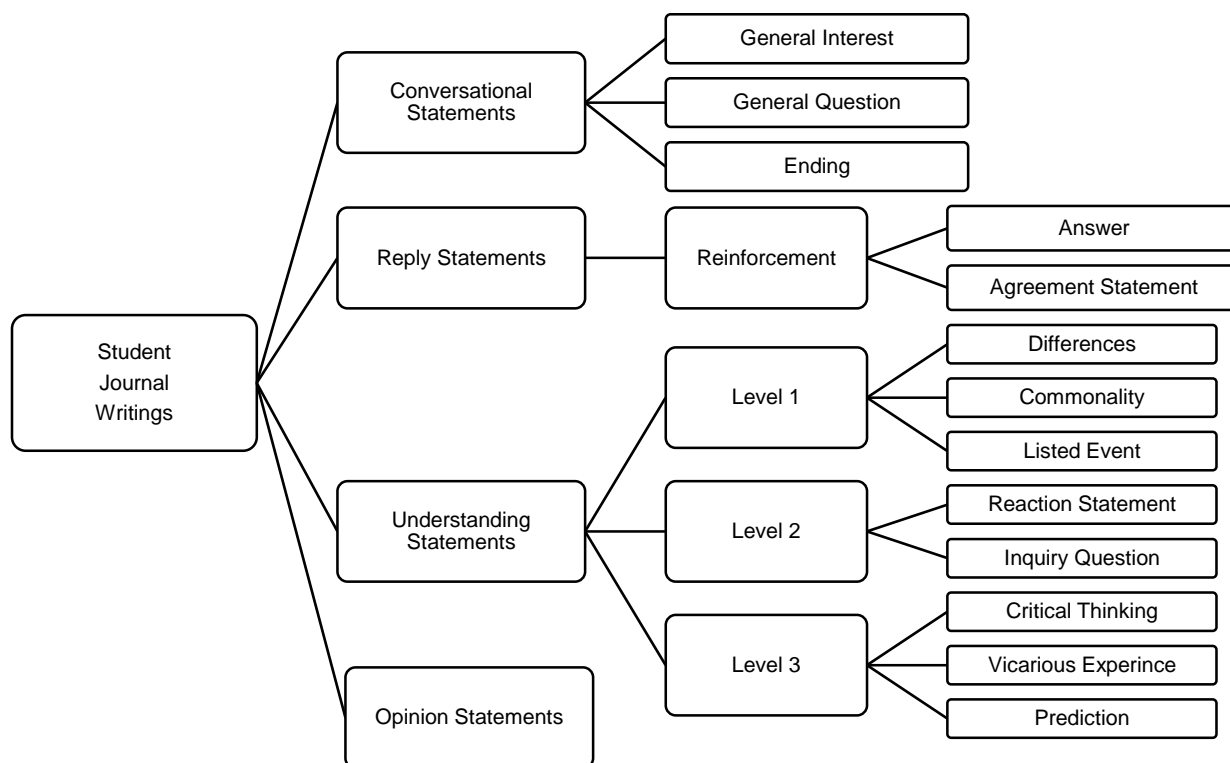 Student
Journal
Writings
Conversational
Statements
General Interest
General Question
Ending
Reply Statements
Reinforcement
Answer
Agreement Statement
Understanding
Statements
Level 1
Differences
Commonality
Listed Event
Level 2
Reaction Statement
Inquiry Question
Level 3
Critical Thinking
Vicarious Experince
Prediction
Opinion Statements